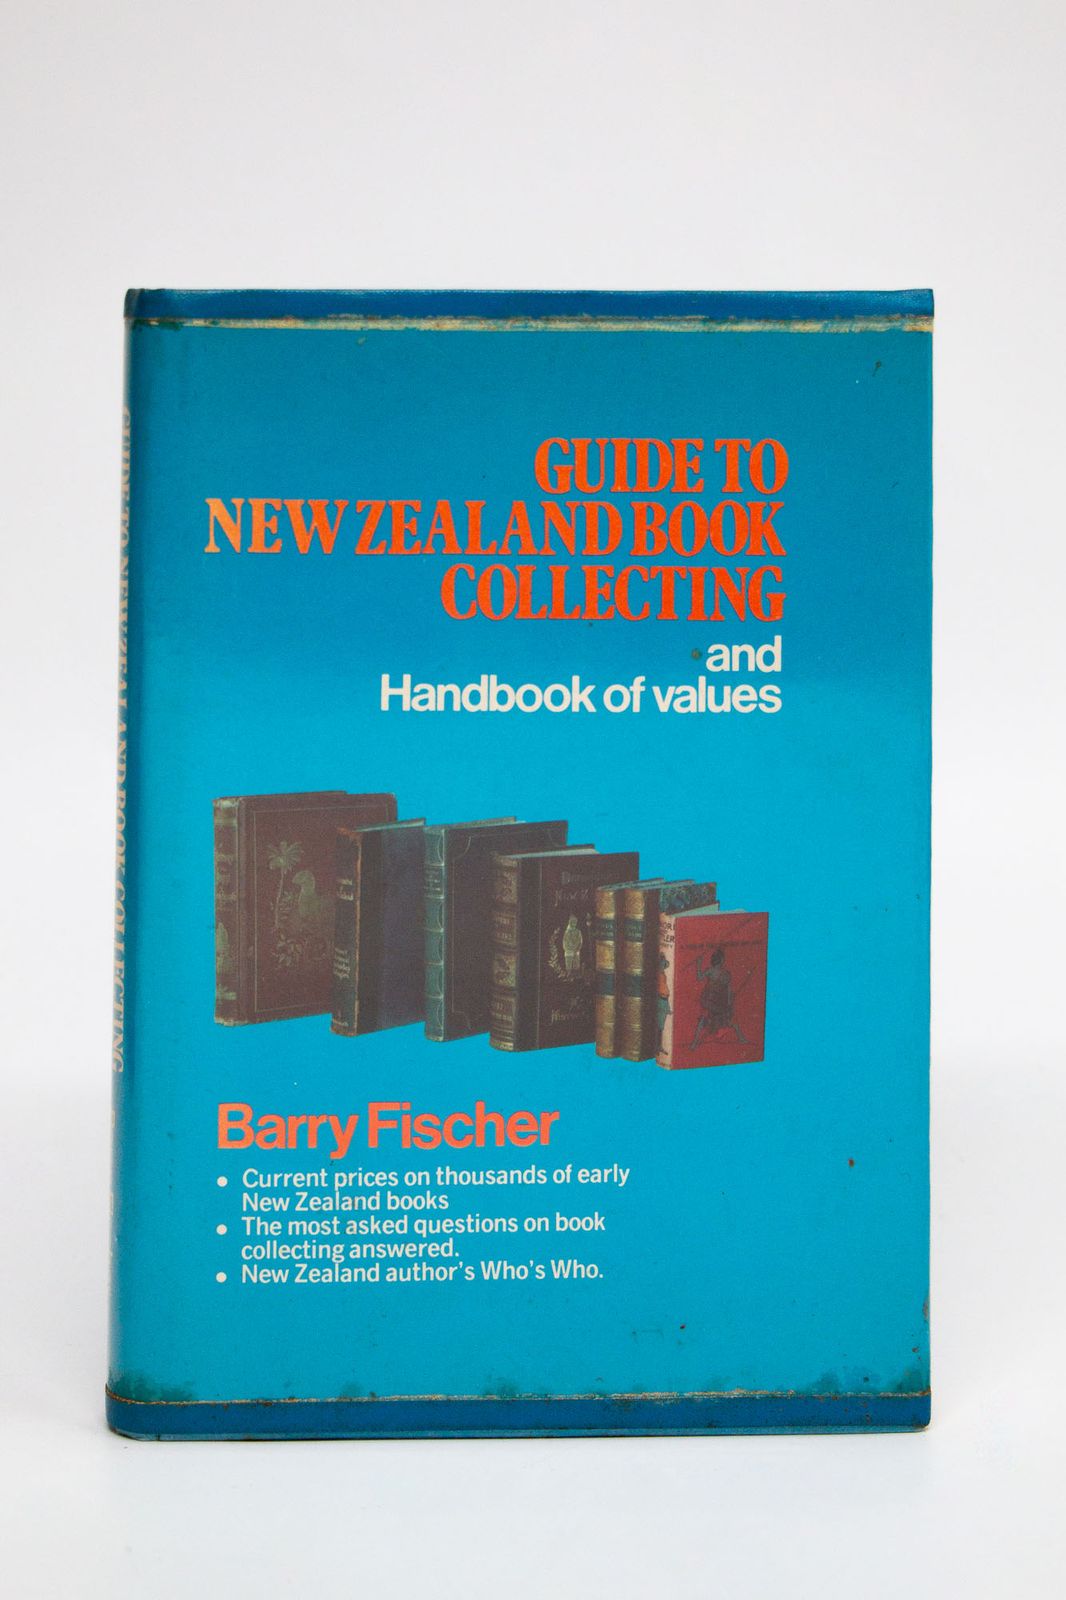 GUIDE TO
NEW ZEALAND BOOK
COLLECTING
and
Handbook of values
Barry Fischer
• Current prices on thousands of early
New Zealand books
• The most asked questions on book
collecting answered.
• New Zealand author's Who's Who.
GUIDE TO NEW ZEALAND BOOK COLLECTING